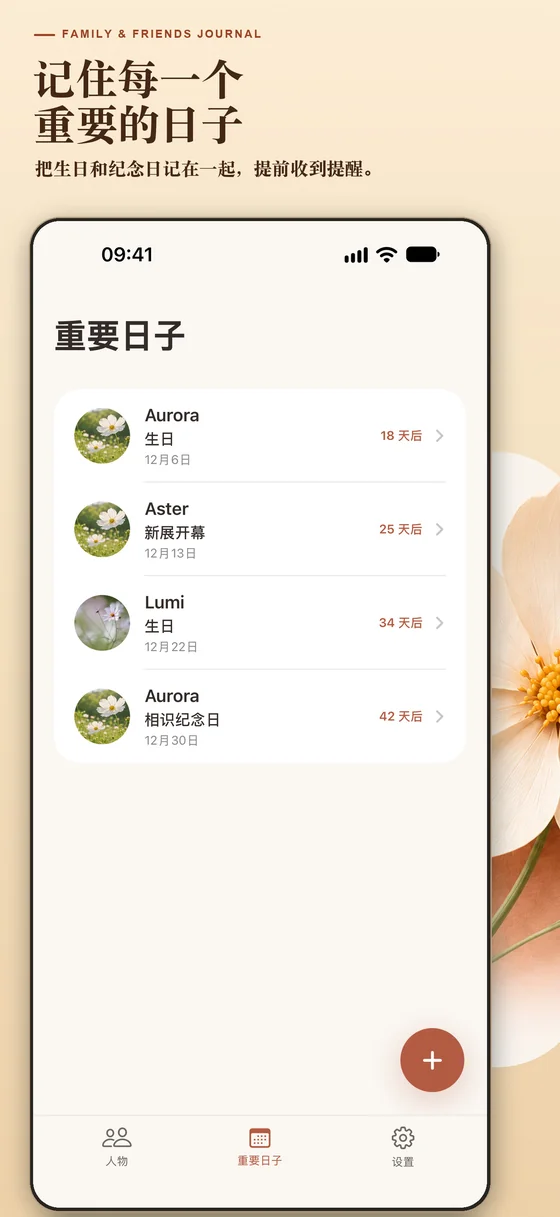 FAMILY & FRIENDS JOURNAL
记住每一个
重要的日子
把生日和纪念日记在一起，提前收到提醒。
09:41
重要日子
Aurora
生日
18 天后
12月6日
Aster
新展开幕
25 天后
12月13日
Lumi
生日
34 天后
12月22日
Aurora
相识纪念日
42 天后
12月30日
人物
重要日子
设置